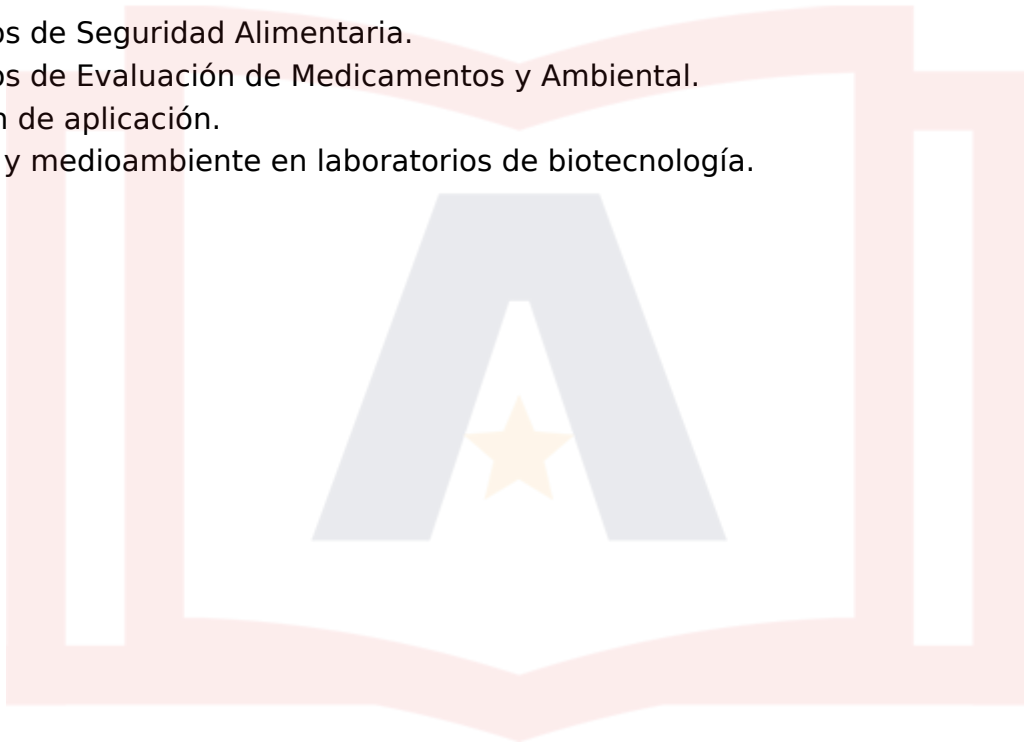 os de Seguridad Alimentaria.
os de Evaluación de Medicamentos y Ambiental.
n de aplicación.
y medioambiente en laboratorios de biotecnología.